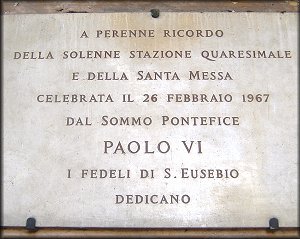 A PERENNE RICORDO
DELLA SOLENNE STAZIONE QUARESIMALE
E DELLA SANTA MESSA
CELEBRATA IL 26 FEBBRAIO 1967
DAL SOMMO PONTEFICE
PAOLO VI
I FEDELI DI S. EUSEBIO
DEDICANO